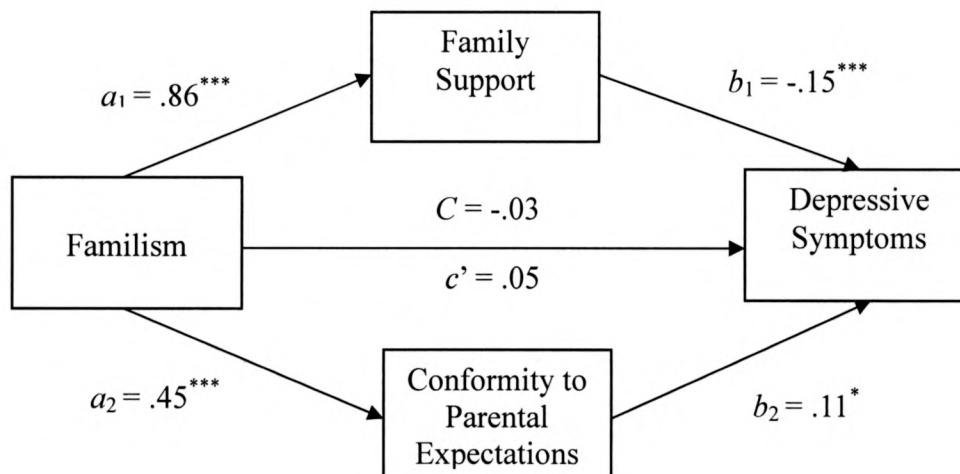 Family
Support
a₁ = .86***
b₁ = -.15***
Familism
C = -.03
c’ = .05
Depressive
Symptoms
a₂ = .45***
Conformity to
Parental
Expectations
b₂ = .11*